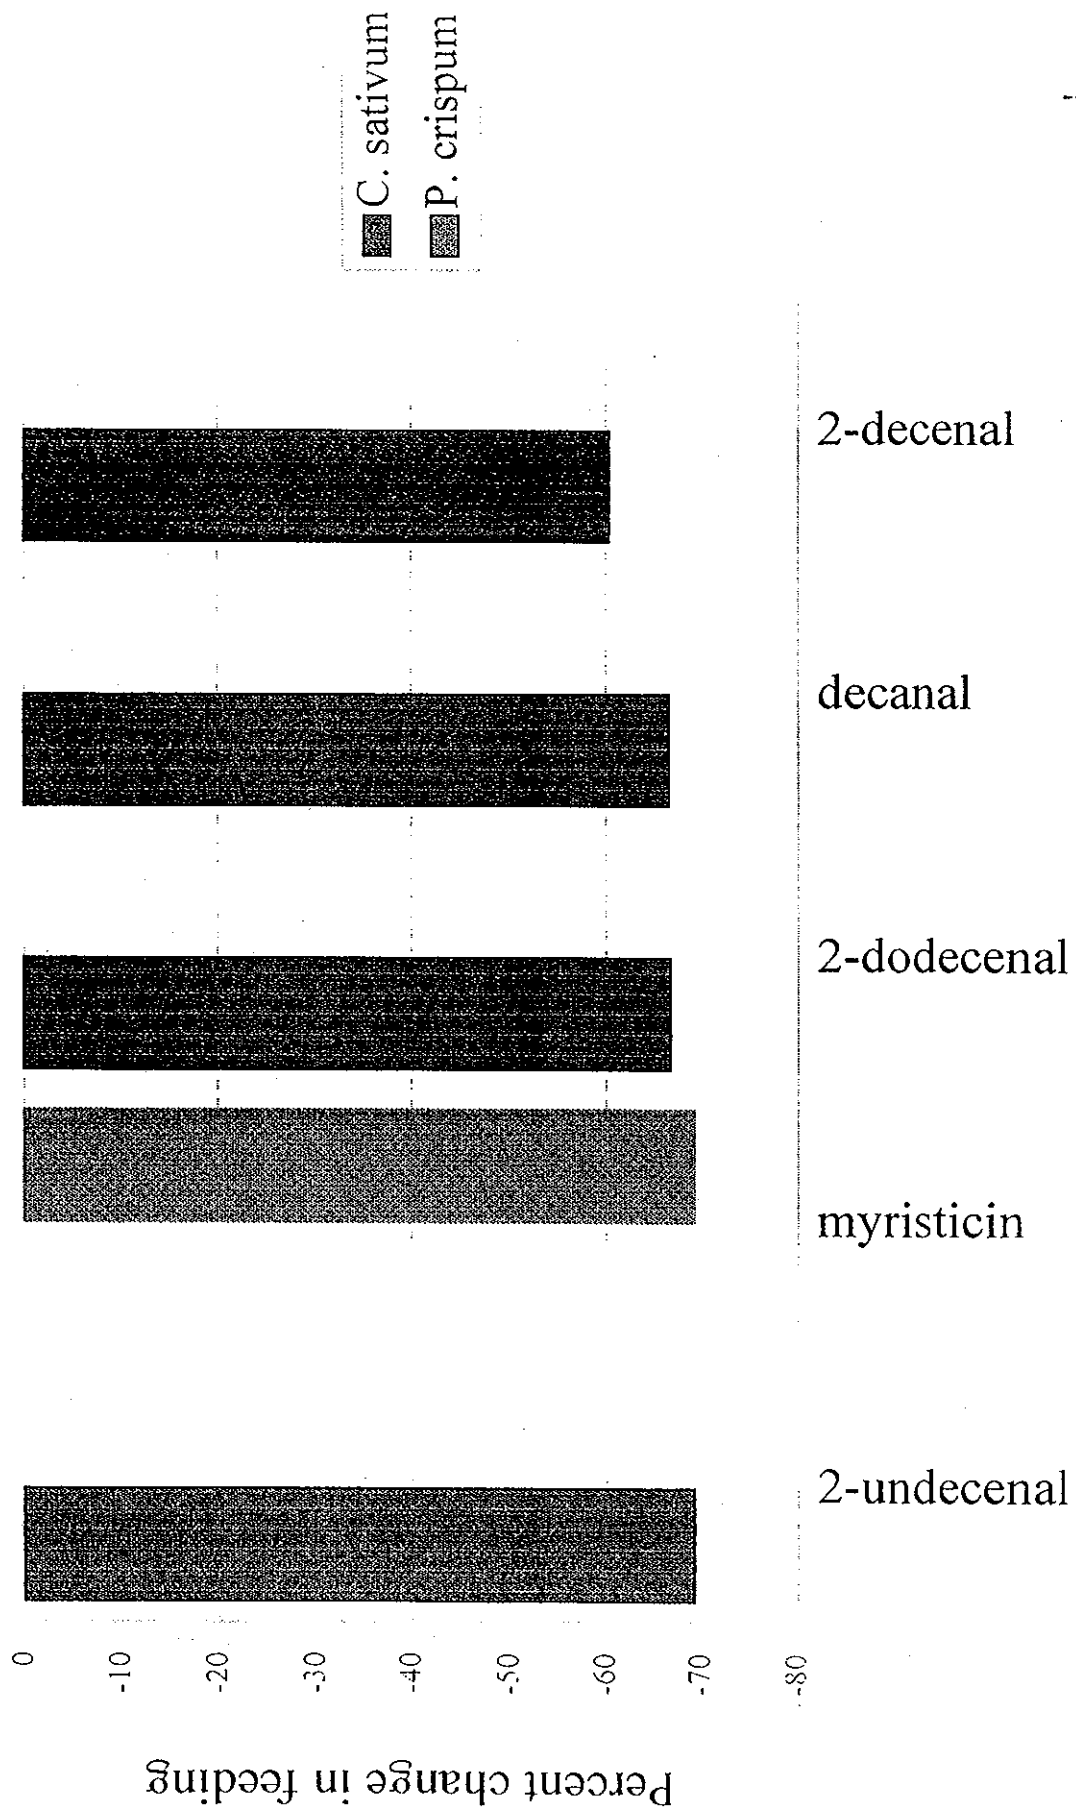 Percent change in feeding
0
-10
-20
-30
-40
-50
-60
-70
-80
2-undecenal
myristicin
2-dodecenal
decanal
2-decenal
C. sativum
P. crispum